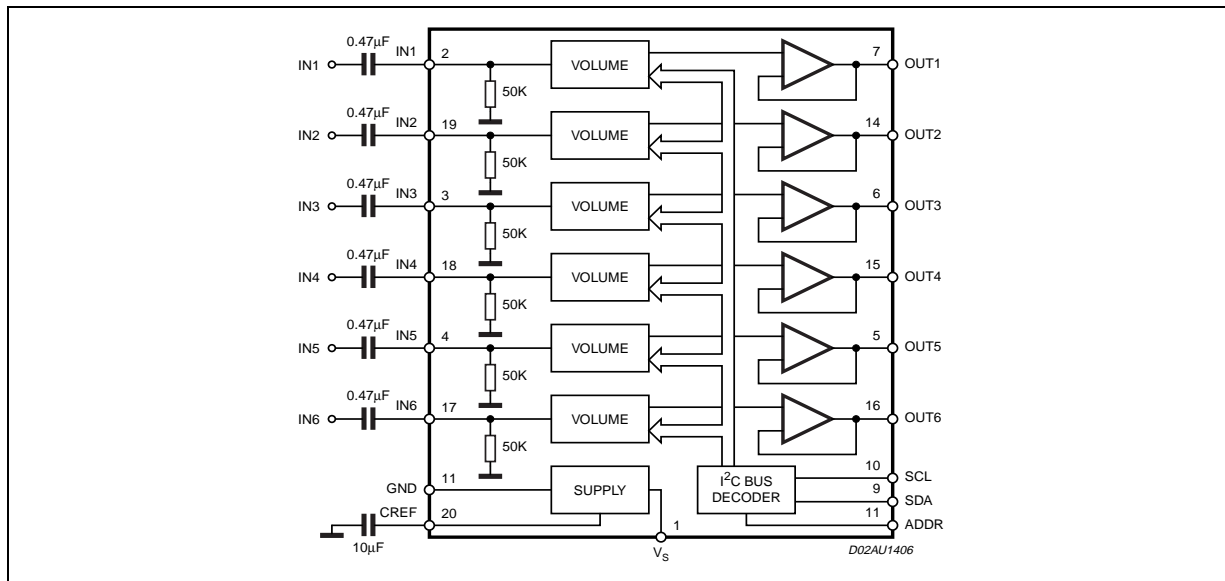 0.47µF IN1 2 7
IN1 VOLUME OUT1
50K
0.47µF IN2 19 14
IN2 VOLUME OUT2
50K
0.47µF IN3 3 6
IN3 VOLUME OUT3
50K
0.47µF IN4 18 15
IN4 VOLUME OUT4
50K
0.47µF IN5 4 5
IN5 VOLUME OUT5
50K
0.47µF IN6 17 16
IN6 VOLUME OUT6
50K
10 SCL
GND 11 SUPPLY I²C BUS
DECODER 9 SDA
CREF 20 11 ADDR
10µF 1
VS D02AU1406